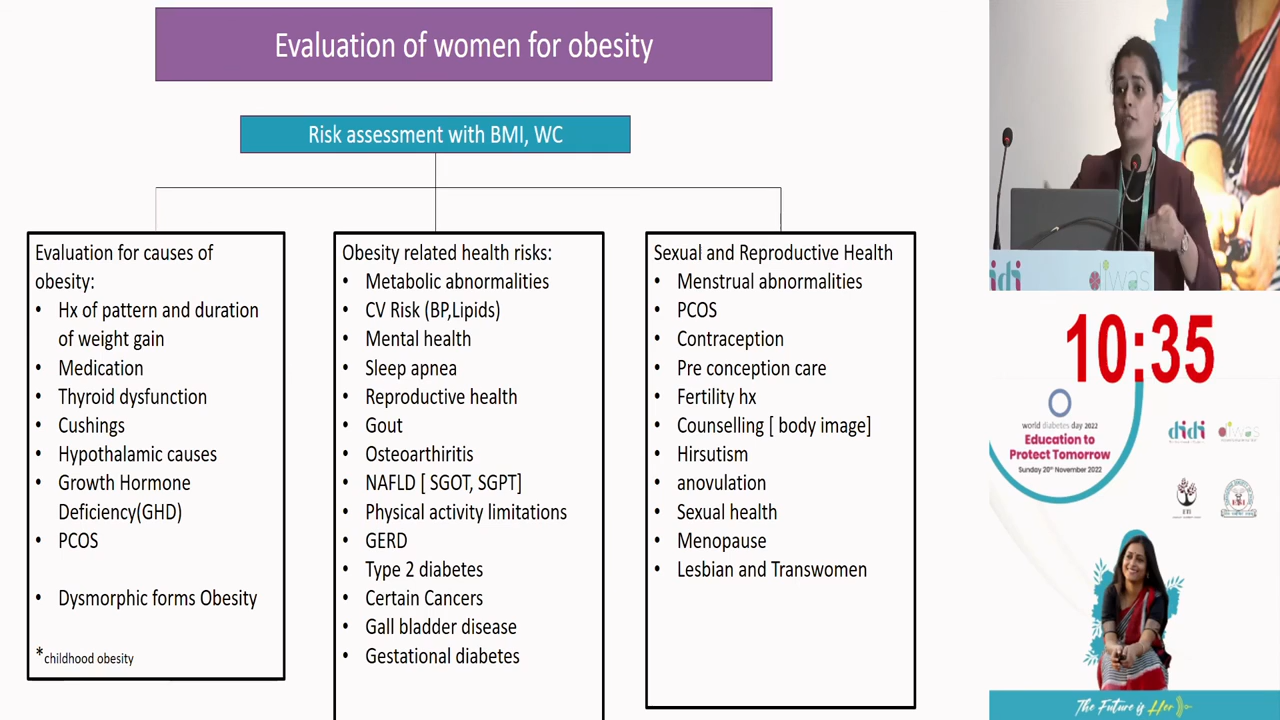 Evaluation of women for obesity
Risk assessment with BMI, WC
Evaluation for causes of
obesity:
• Hx of pattern and duration
of weight gain
• Medication
• Thyroid dysfunction
• Cushings
• Hypothalamic causes
• Growth Hormone
Deficiency(GHD)
• PCOS
• Dysmorphic forms Obesity
*childhood obesity
Obesity related health risks:
• Metabolic abnormalities
• CV Risk (BP,Lipids)
• Mental health
• Sleep apnea
• Reproductive health
• Gout
• Osteoarthiritis
• NAFLD [ SGOT, SGPT]
• Physical activity limitations
• GERD
• Type 2 diabetes
• Certain Cancers
• Gall bladder disease
• Gestational diabetes
Sexual and Reproductive Health
• Menstrual abnormalities
• PCOS
• Contraception
• Pre conception care
• Fertility hx
• Counselling [ body image]
• Hirsutism
• anovulation
• Sexual health
• Menopause
• Lesbian and Transwomen
didi diwas
10:35
world diabetes day 2022
Education to
Protect Tomorrow
Sunday 20th November 2022
didi diwas
The Future is Her